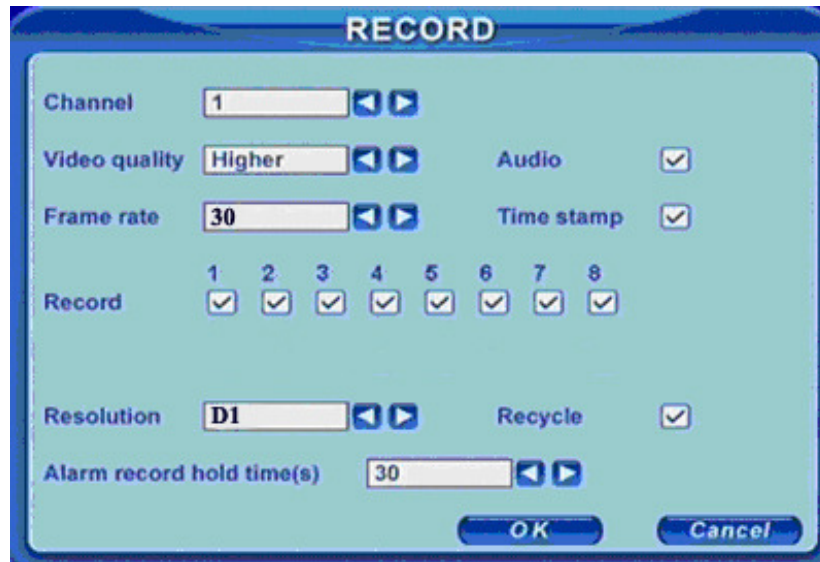 RECORD
Channel 1
Video quality Higher Audio
Frame rate 30 Time stamp
1 2 3 4 5 6 7 8
Record
Resolution D1 Recycle
Alarm record hold time(s) 30
OK Cancel